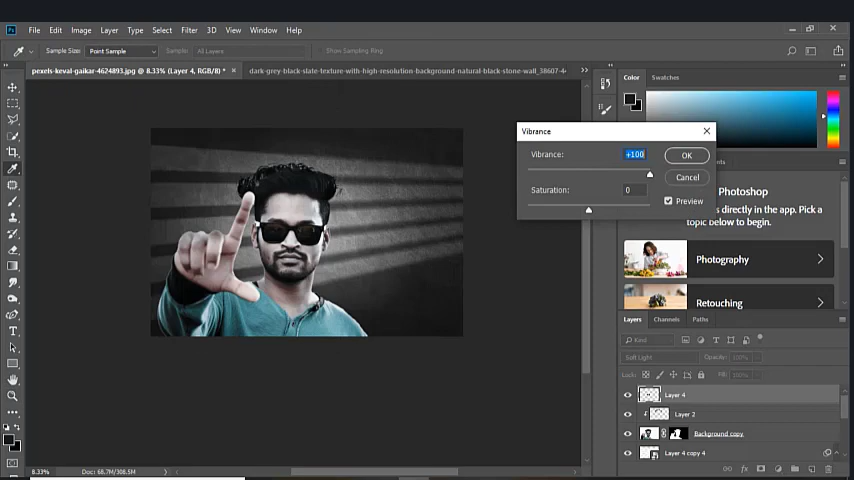 Ps File Edit Image Layer Type Select Filter 3D View Window Help
Sample Size: Point Sample Sample: All Layers Show Sampling Ring
pexels-keval-gaikar-4624893.jpg @ 8.33% (Layer 4, RGB/8) *
dark-grey-black-slate-texture-with-high-resolution-background-natural-black-stone-wall_38607-4
Color Swatches
Vibrance
Vibrance: +100
OK
Cancel
Saturation: 0
Preview
Photoshop
directly in the app. Pick a
topic below to begin.
Photography
Retouching
Layers Channels Paths
Kind
Soft Light Opacity: 100%
Lock: Fill: 100%
Layer 4
Layer 2
Background copy
Layer 4 copy 4
8.33% Doc: 68.7M/308.5M